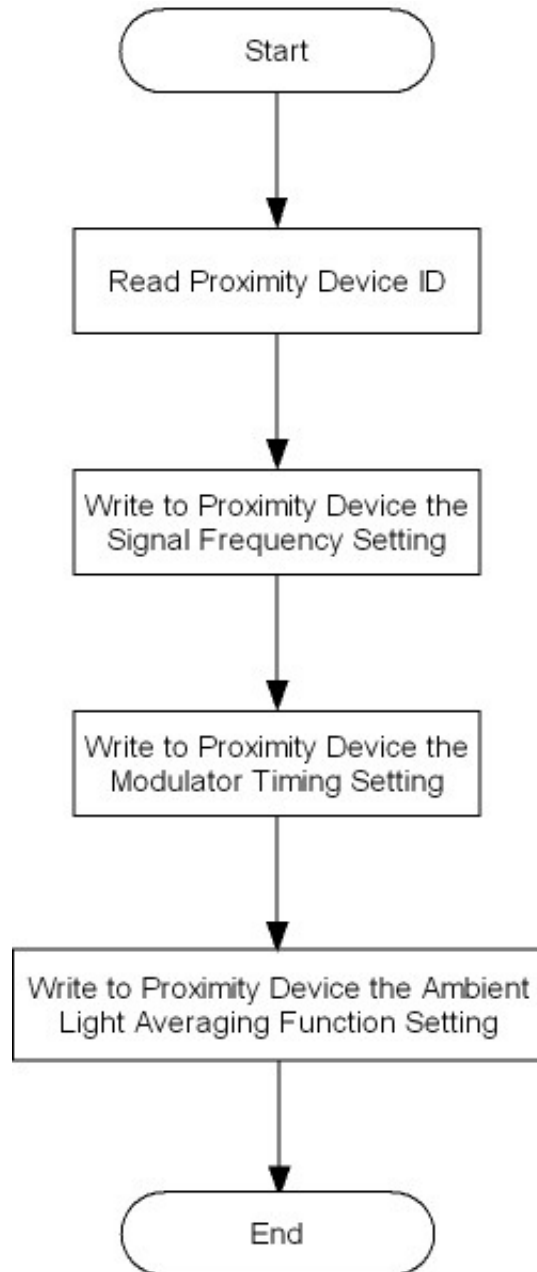 Start
Read Proximity Device ID
Write to Proximity Device the
Signal Frequency Setting
Write to Proximity Device the
Modulator Timing Setting
Write to Proximity Device the Ambient
Light Averaging Function Setting
End